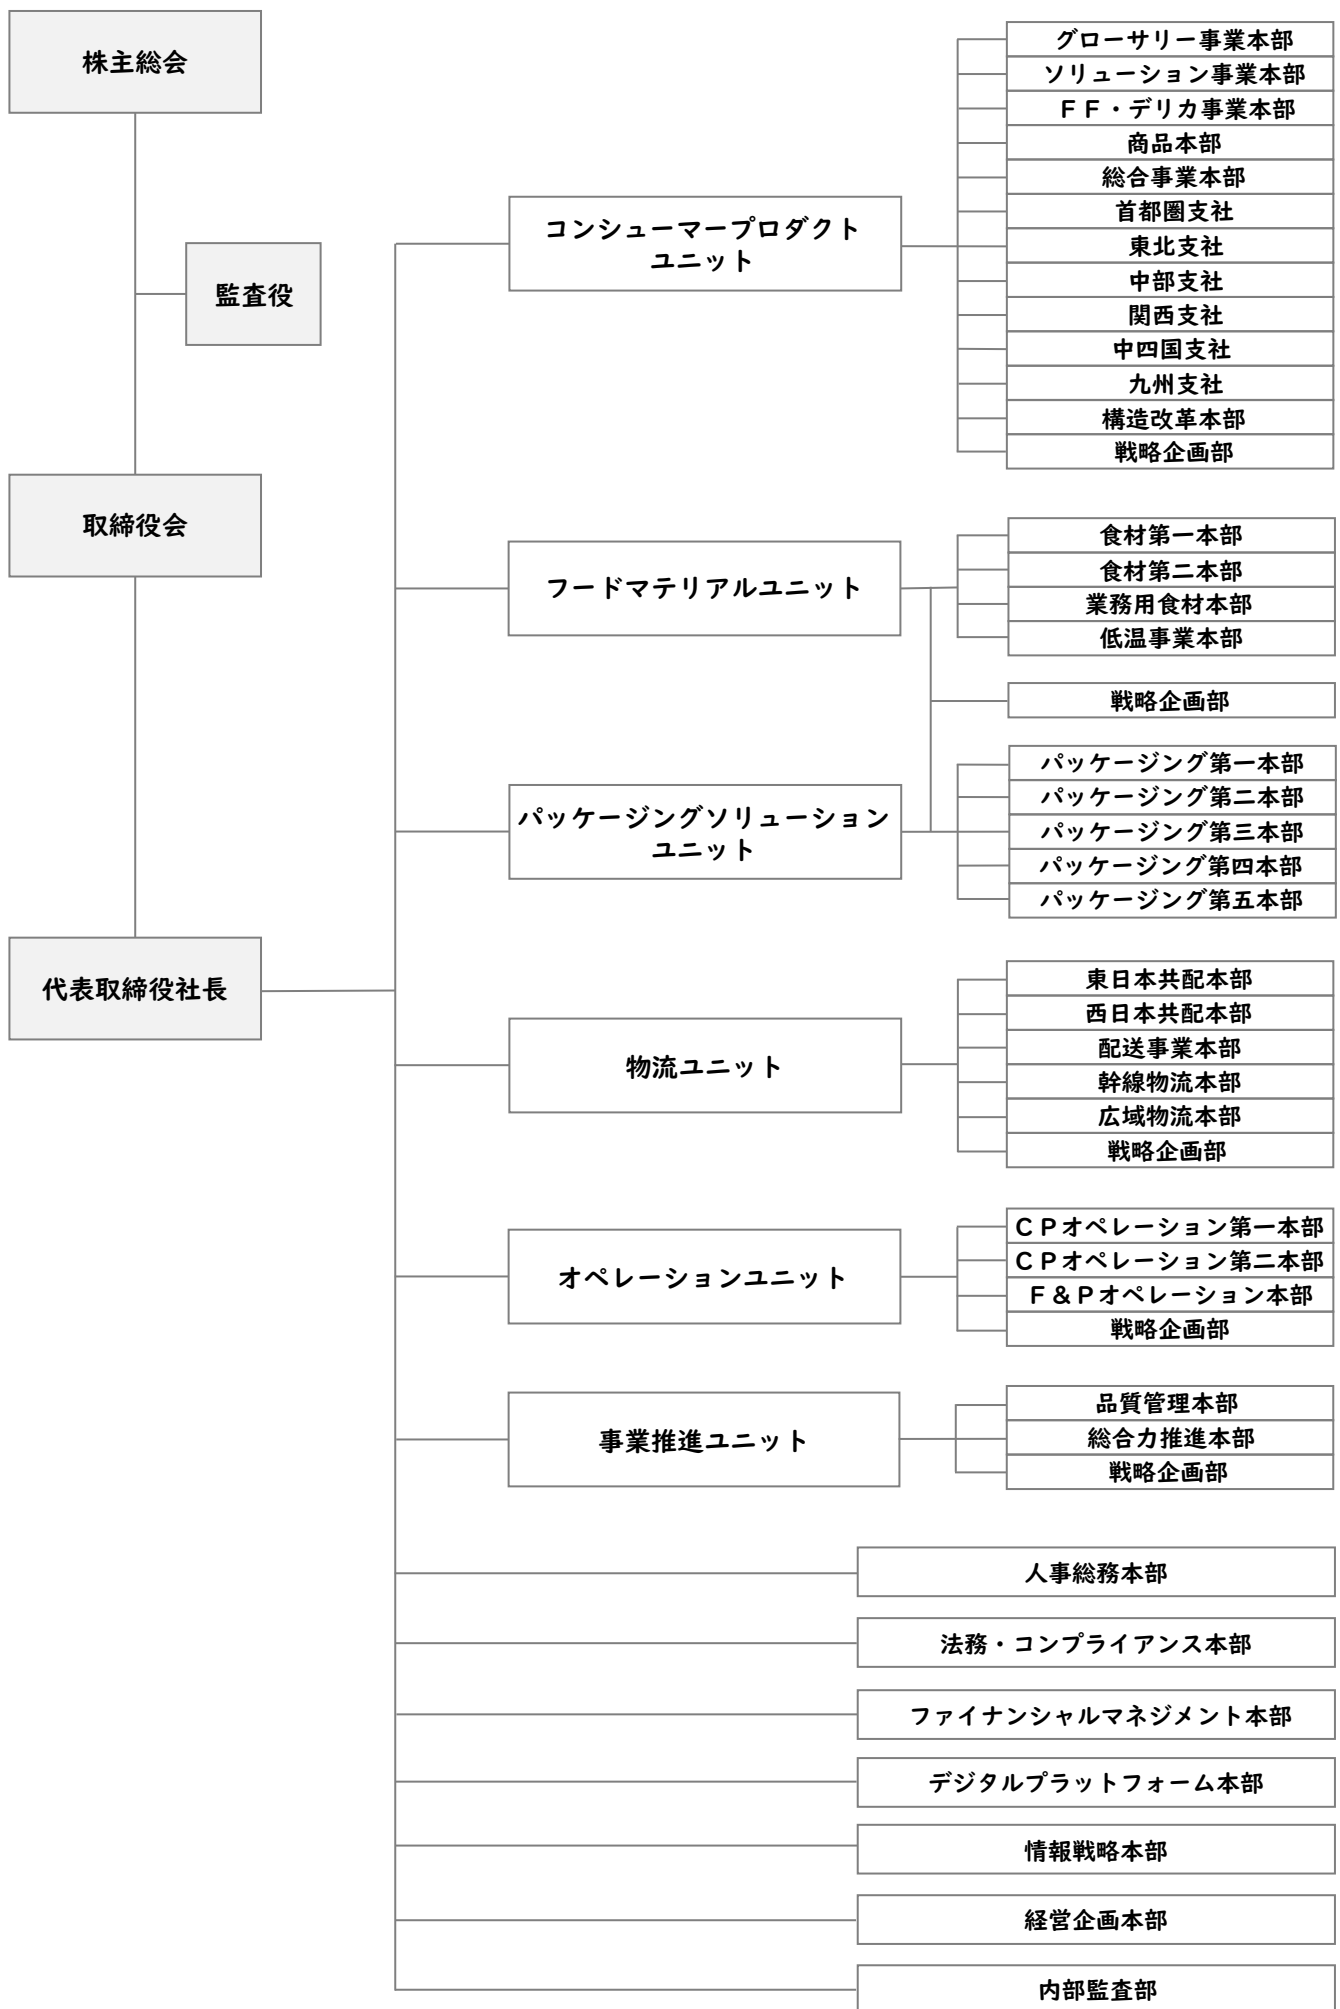 株主総会
監査役
取締役会
代表取締役社長
コンシューマープロダクト
ユニット
グローサリー事業本部
ソリューション事業本部
ＦＦ・デリカ事業本部
商品本部
総合事業本部
首都圏支社
東北支社
中部支社
関西支社
中四国支社
九州支社
構造改革本部
戦略企画部
フードマテリアルユニット
食材第一本部
食材第二本部
業務用食材本部
低温事業本部
戦略企画部
パッケージングソリューション
ユニット
パッケージング第一本部
パッケージング第二本部
パッケージング第三本部
パッケージング第四本部
パッケージング第五本部
物流ユニット
東日本共配本部
西日本共配本部
配送事業本部
幹線物流本部
広域物流本部
戦略企画部
オペレーションユニット
ＣＰオペレーション第一本部
ＣＰオペレーション第二本部
Ｆ＆Ｐオペレーション本部
戦略企画部
事業推進ユニット
品質管理本部
総合力推進本部
戦略企画部
人事総務本部
法務・コンプライアンス本部
ファイナンシャルマネジメント本部
デジタルプラットフォーム本部
情報戦略本部
経営企画本部
内部監査部